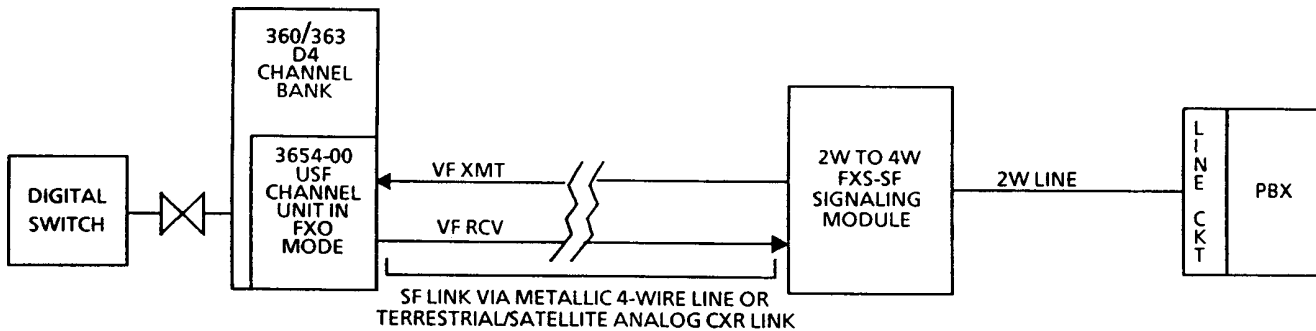 360/363
D4
CHANNEL
BANK
DIGITAL
SWITCH
3654-00
USF
CHANNEL
UNIT IN
FXO
MODE
VF XMT
VF RCV
SF LINK VIA METALLIC 4-WIRE LINE OR
TERRESTRIAL/SATELLITE ANALOG CXR LINK
2W TO 4W
FXS-SF
SIGNALING
MODULE
2W LINE
LINE CKT
PBX